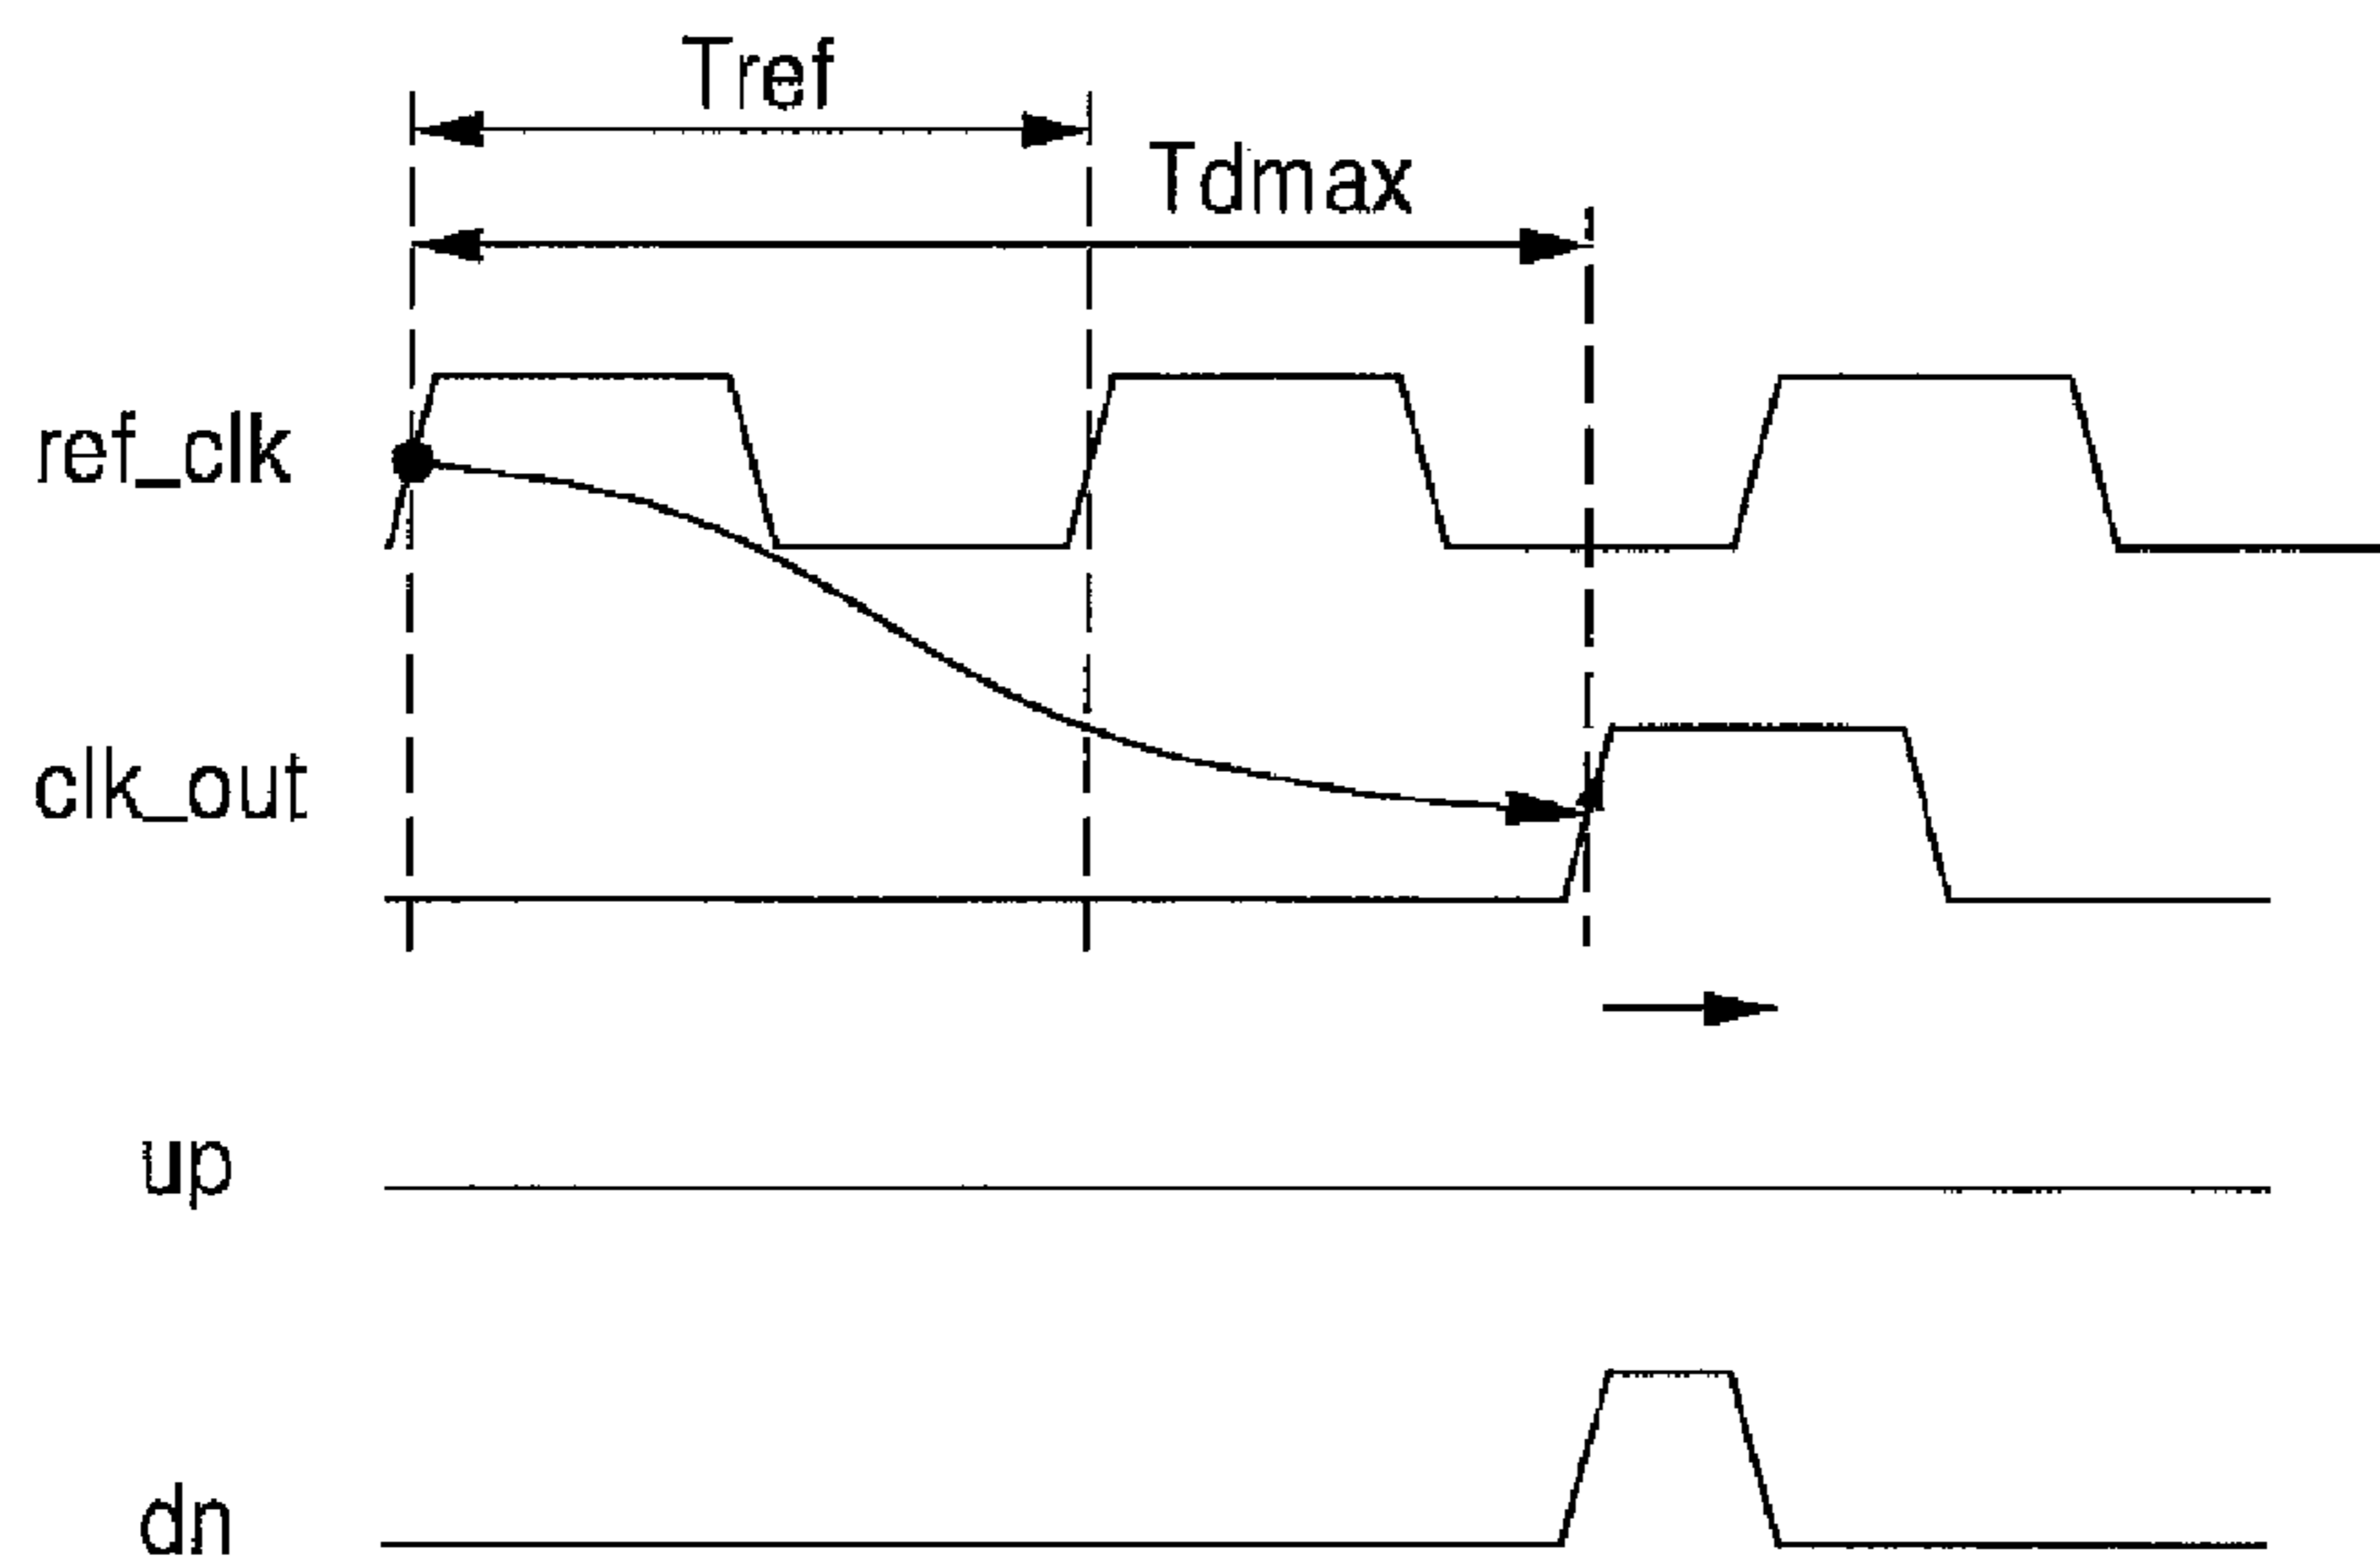 Tref
Tdmax
ref_clk
clk_out
up
dn